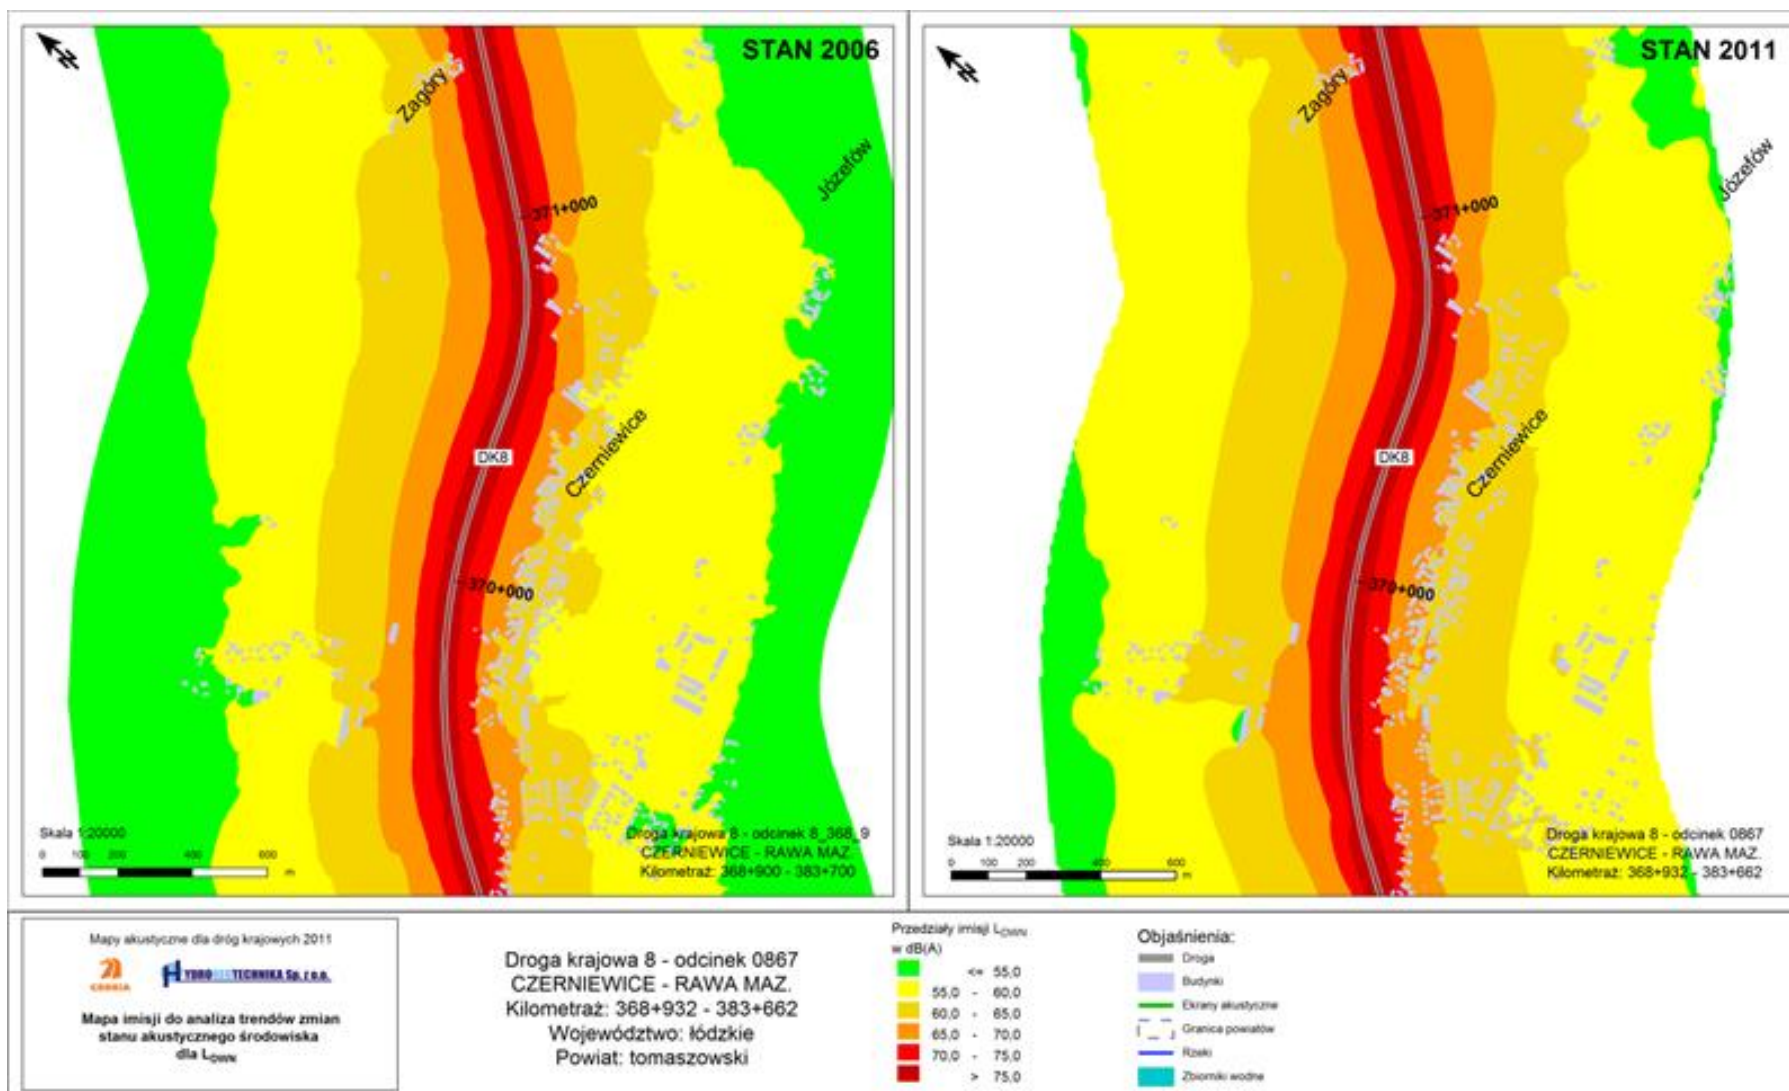 N
STAN 2006
Zagóry
Józefów
371+000
Czerniewice
DK8
370+000
Skala 1:20000
0 100 200 400 600
m
Droga krajowa 8 - odcinek 8_368_9
CZERNIEWICE - RAWA MAZ.
Kilometraż: 368+900 - 383+700
N
STAN 2011
Zagóry
Józefów
371+000
Czerniewice
DK8
370+000
Skala 1:20000
0 100 200 400 600
m
Droga krajowa 8 - odcinek 0867
CZERNIEWICE - RAWA MAZ.
Kilometraż: 368+932 - 383+662
Mapy akustyczne dla dróg krajowych 2011
GDDKIA
HYDROGEOTECHNIKA Sp. z o.o.
Mapa imisji do analiza trendów zmian
stanu akustycznego środowiska
dla LDWN
Droga krajowa 8 - odcinek 0867
CZERNIEWICE - RAWA MAZ.
Kilometraż: 368+932 - 383+662
Województwo: łódzkie
Powiat: tomaszowski
Przedziały imisji LDWN
w dB(A)
<= 55,0
55,0 - 60,0
60,0 - 65,0
65,0 - 70,0
70,0 - 75,0
> 75,0
Objaśnienia:
Droga
Budynki
Ekrany akustyczne
Granica powiatów
Rzeki
Zbiorniki wodne